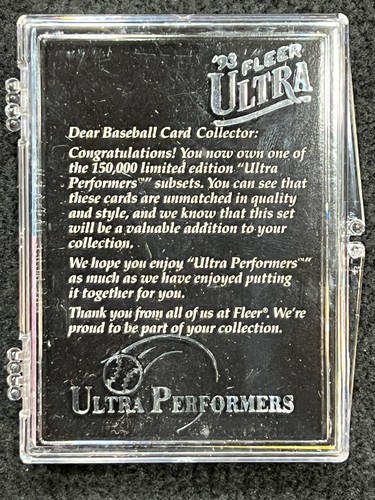 '93 FLEER
ULTRA
Dear Baseball Card Collector:
Congratulations! You now own one of
the 150,000 limited edition "Ultra
Performers™" subsets. You can see that
these cards are unmatched in quality
and style, and we know that this set
will be a valuable addition to your
collection.
We hope you enjoy "Ultra Performers™"
as much as we have enjoyed putting
it together for you.
Thank you from all of us at Fleer®. We're
proud to be part of your collection.
ULTRA PERFORMERS